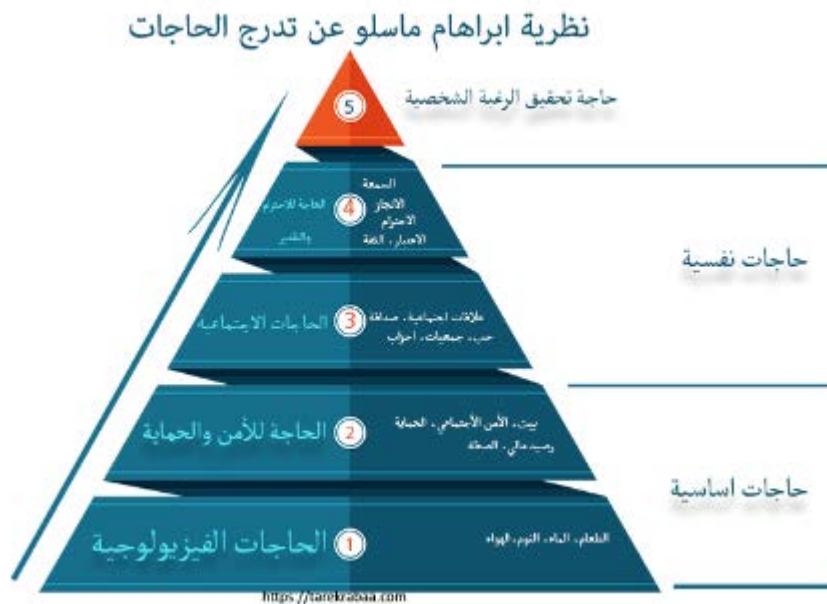 نظرية ابراهام ماسلو عن تدرج الحاجات
5
حاجة تحقيق الرغبة الشخصية
الحاجة للاحترام
والتقدير
4
السمعة
الانجاز
الاحترام
الاعتبار، الثقة
حاجات نفسية
الحاجات الاجتماعية
3
علاقات اجتماعية، صداقة
حب، جمعيات، احزاب
الحاجة للأمن والحماية
2
بيت، الأمن الأجتماعي، الحماية
رصيد مالي، الصحة
حاجات اساسية
الحاجات الفيزيولوجية
1
الطعام، الماء، النوم، الهواء
https://tarekrabaa.com